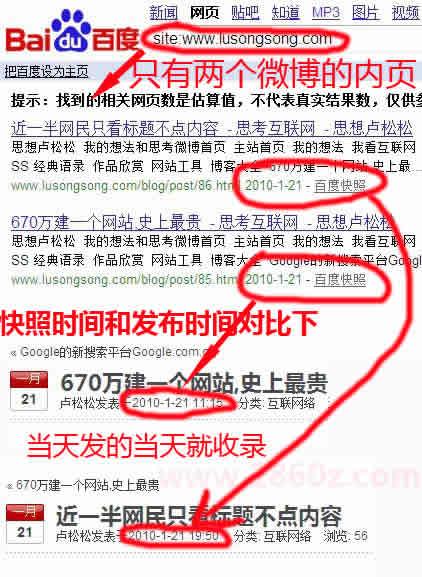 新闻 网页 贴吧 知道 MP3 图片 视频
Bai du 百度 site:www.lusongsong.com
把百度设为主页
只有两个微博的内页
提示：找到的相关网页数是估算值，不代表真实结果数，仅供参
近一半网民只看标题不点内容 - 思考互联网 - 思想卢松松
思想卢松松 我的想法和思考微博首页 主站首页 我的想法 我看互联网
SS 经典语录 作品欣赏 网站工具 博客大全 670万建一个网站,史上最
www.lusongsong.com/blog/post/86.html 2010-1-21 - 百度快照
670万建一个网站,史上最贵 - 思考互联网 - 思想卢松松
思想卢松松 我的想法和思考微博首页 主站首页 我的想法 我看互联网
SS 经典语录 作品欣赏 网站工具 博客大全 Google的新搜索平台Google
www.lusongsong.com/blog/post/85.html 2010-1-21 - 百度快照
快照时间和发布时间对比下
« Google的新搜索平台Google.com.c
一月
21
670万建一个网站,史上最贵
卢松松发表于2010-1-21 11:15 分类: 互联网络
当天发的当天就收录
« 670万建一个网站,史上最贵
一月
21
近一半网民只看标题不点内容
卢松松发表于2010-1-21 19:50 分类: 互联网络 浏览: 56